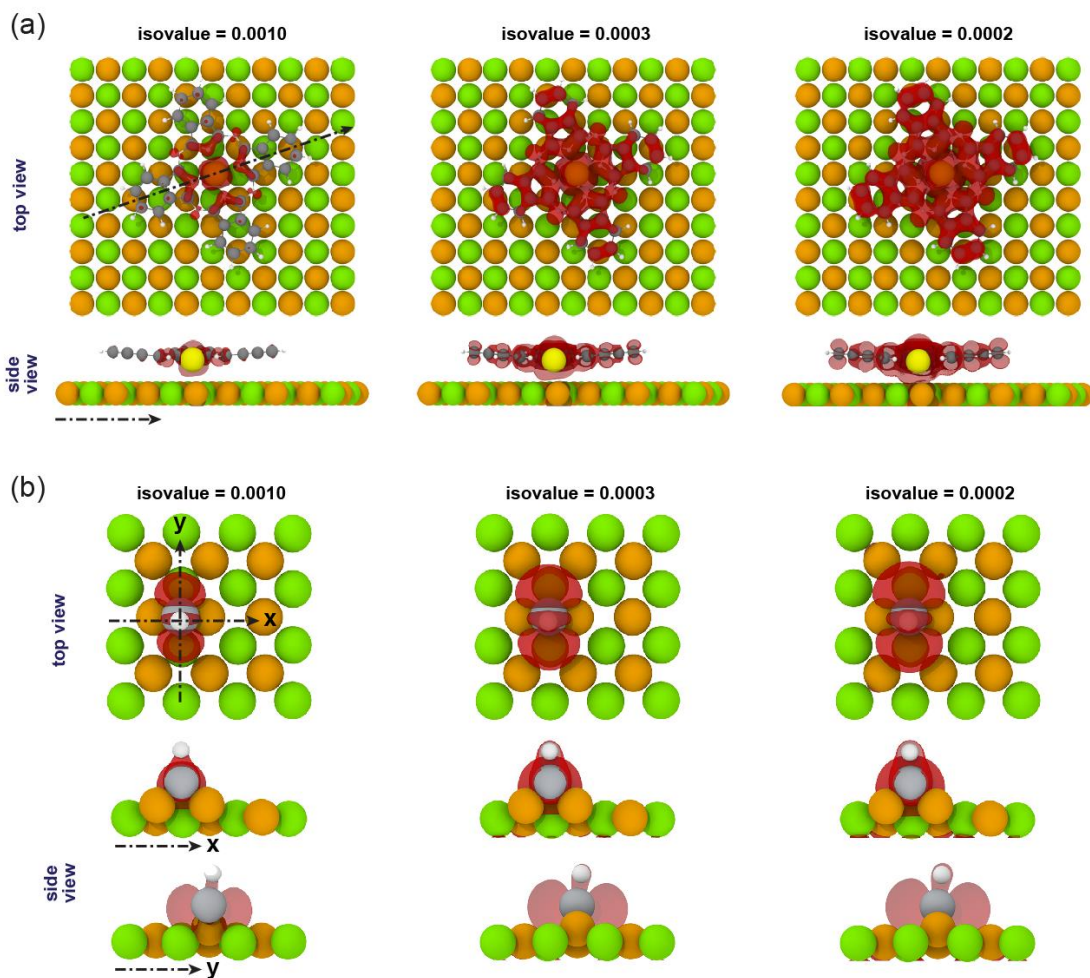 (a)
isovalue = 0.0010
isovalue = 0.0003
isovalue = 0.0002
top view
side view
(b)
isovalue = 0.0010
isovalue = 0.0003
isovalue = 0.0002
y
x
top view
x
side view
y